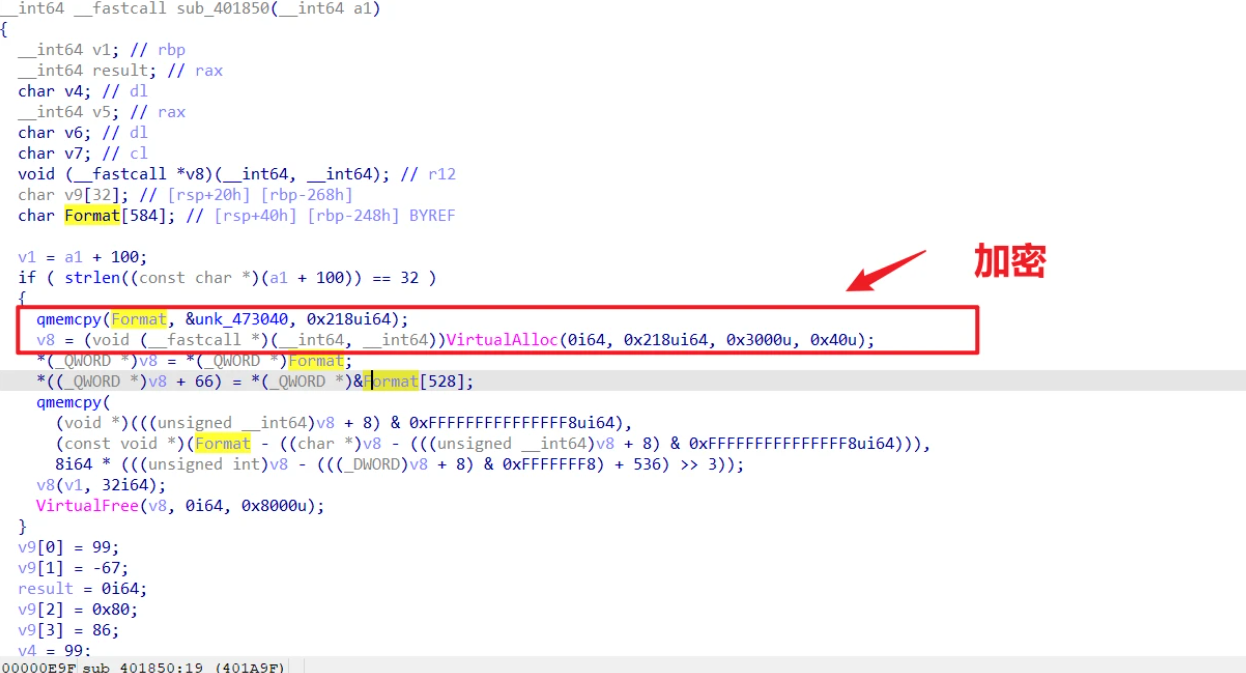 __int64 __fastcall sub_401850(__int64 a1)
{
  __int64 v1; // rbp
  __int64 result; // rax
  char v4; // dl
  __int64 v5; // rax
  char v6; // dl
  char v7; // cl
  void (__fastcall *v8)(__int64, __int64); // r12
  char v9[32]; // [rsp+20h] [rbp-268h]
  char Format[584]; // [rsp+40h] [rbp-248h] BYREF
  v1 = a1 + 100;
  if ( strlen((const char *)(a1 + 100)) == 32 )
加密
  {
    qmemcpy(Format, &unk_473040, 0x218ui64);
    v8 = (void (__fastcall *)(__int64, __int64))VirtualAlloc(0i64, 0x218ui64, 0x3000u, 0x40u);
    *(_QWORD *)v8 = *(_QWORD *)Format;
    *((_QWORD *)v8 + 66) = *(_QWORD *)&Format[528];
    qmemcpy(
      (void *)(((unsigned __int64)v8 + 8) & 0xFFFFFFFFFFFFFFF8ui64),
      (const void *)(Format - ((char *)v8 - (((unsigned __int64)v8 + 8) & 0xFFFFFFFFFFFFFFF8ui64))),
      8i64 * (((unsigned int)v8 - (((_DWORD)v8 + 8) & 0xFFFFFFF8) + 536) >> 3));
    v8(v1, 32i64);
    VirtualFree(v8, 0i64, 0x8000u);
  }
  v9[0] = 99;
  v9[1] = -67;
  result = 0i64;
  v9[2] = 0x80;
  v9[3] = 86;
  v4 = 99;
00000E9F sub_401850:19 (401A9F)